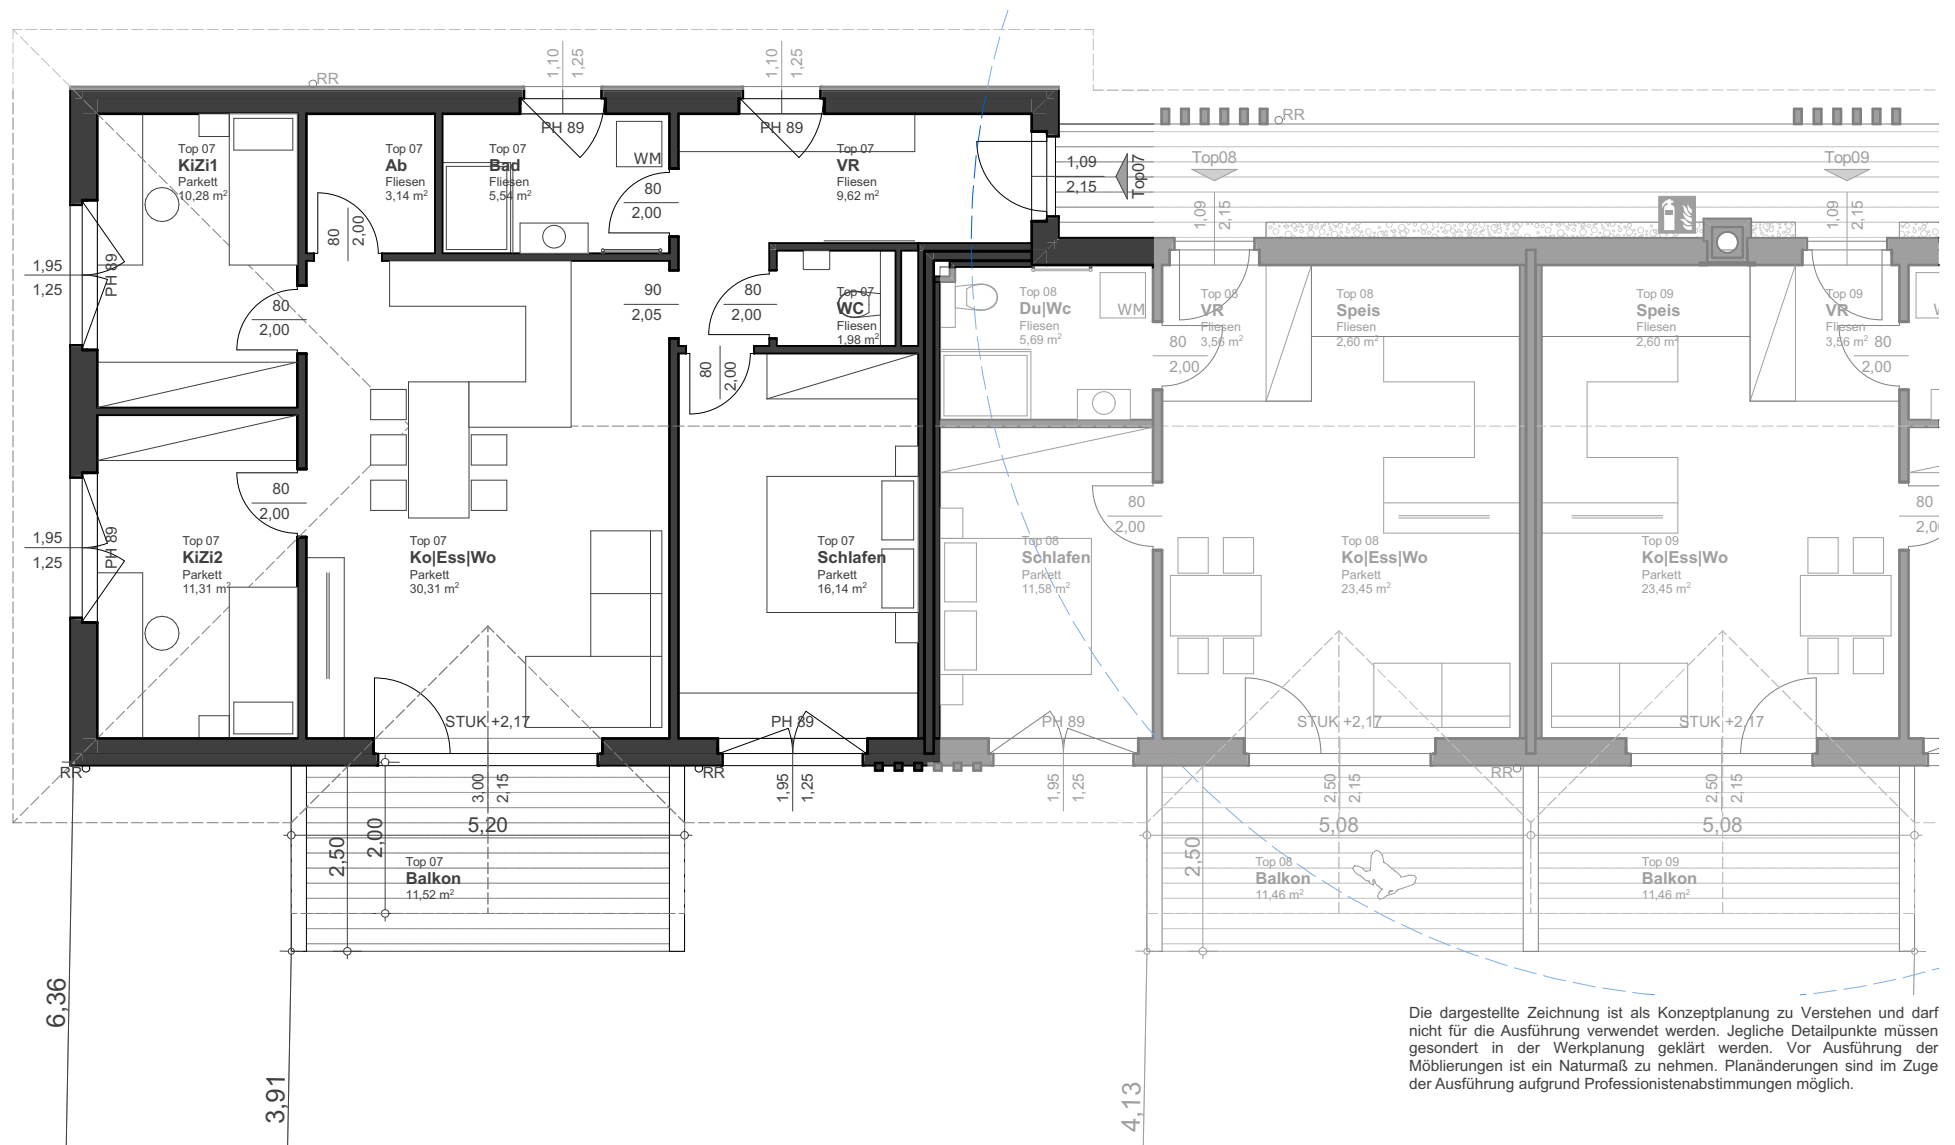 RR
1,10
1,25
1,10
1,25
RR
PH 89
PH 89
Top 07
KiZi1
Parkett
10,28 m²
Top 07
Ab
Fliesen
3,14 m²
Top 07
Bad
Fliesen
5,54 m²
WM
Top 07
VR
Fliesen
9,62 m²
1,09
2,15
Top07
Top08
Top09
1,09
2,15
1,09
2,15
80
2,00
80
2,00
1,95
1,25
PH 89
80
2,00
90
2,05
80
2,00
Top 07
WC
Fliesen
1,98 m²
Top 08
Du|Wc
Fliesen
5,69 m²
WM
Top 08
VR
Fliesen
3,56 m²
Top 08
Speis
Fliesen
2,60 m²
Top 09
Speis
Fliesen
2,60 m²
Top 09
VR
Fliesen
3,56 m²
80
2,00
80
2,00
80
2,00
80
2,00
80
2,00
80
1,95
1,25
PH 89
Top 07
KiZi2
Parkett
11,31 m²
Top 07
Ko|Ess|Wo
Parkett
30,31 m²
Top 07
Schlafen
Parkett
16,14 m²
Top 08
Schlafen
Parkett
11,58 m²
Top 08
Ko|Ess|Wo
Parkett
23,45 m²
Top 09
Ko|Ess|Wo
Parkett
23,45 m²
STUK +2,17
PH 89
PH 89
STUK +2,17
STUK +2,17
RR
RR
RR
3,00
2,15
1,95
1,25
1,95
1,25
2,50
2,15
2,50
2,15
5,20
5,08
5,08
2,50
2,00
2,50
Top 07
Balkon
11,52 m²
Top 08
Balkon
11,46 m²
Top 09
Balkon
11,46 m²
6,36
3,91
4,13
Die dargestellte Zeichnung ist als Konzeptplanung zu Verstehen und darf
nicht für die Ausführung verwendet werden. Jegliche Detailpunkte müssen
gesondert in der Werkplanung geklärt werden. Vor Ausführung der
Möblierungen ist ein Naturmaß zu nehmen. Planänderungen sind im Zuge
der Ausführung aufgrund Professionistenabstimmungen möglich.